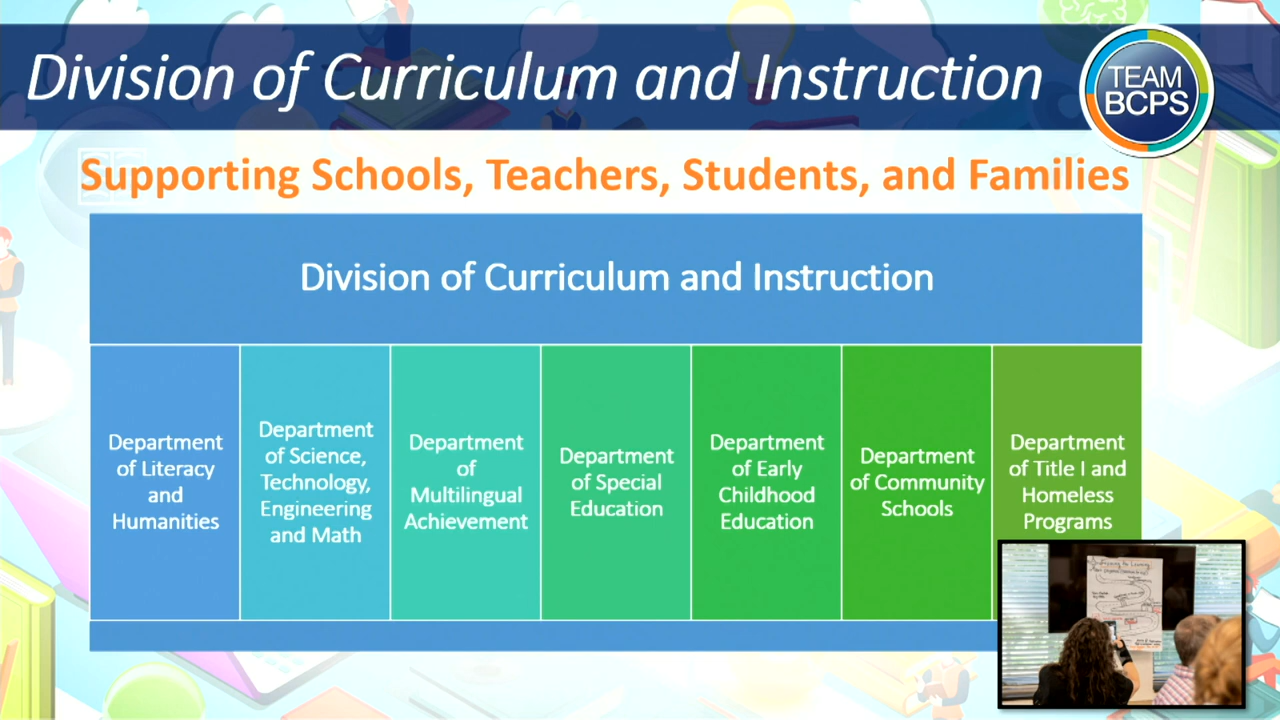 Division of Curriculum and Instruction
TEAM
BCPS
Supporting Schools, Teachers, Students, and Families
Division of Curriculum and Instruction
Department
of Literacy
and
Humanities
Department
of Science,
Technology,
Engineering
and Math
Department
of
Multilingual
Achievement
Department
of Special
Education
Department
of Early
Childhood
Education
Department
of Community
Schools
Department
of Title I and
Homeless
Programs